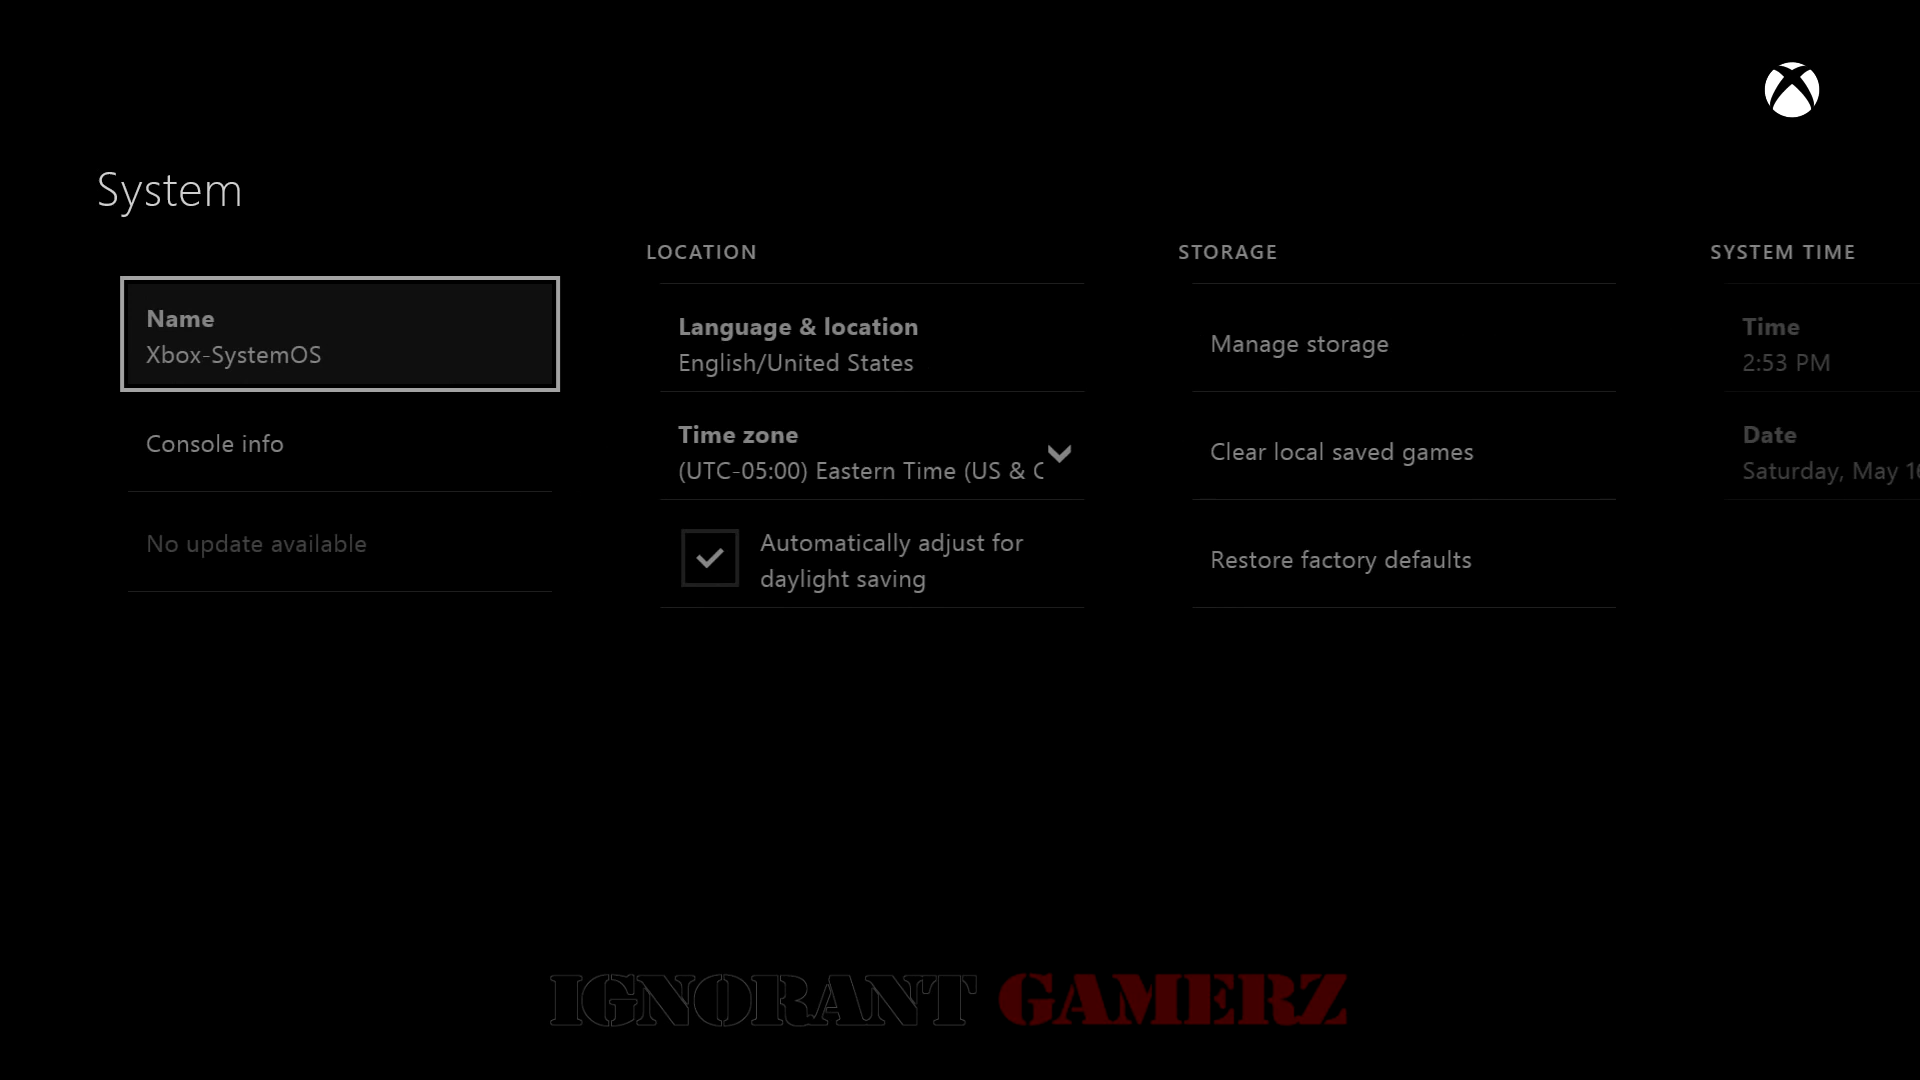 System
Name
Xbox-SystemOS
Console info
No update available
LOCATION
Language & location
English/United States
Time zone
(UTC-05:00) Eastern Time (US & C
Automatically adjust for
daylight saving
STORAGE
Manage storage
Clear local saved games
Restore factory defaults
SYSTEM TIME
Time
2:53 PM
Date
Saturday, May 16
IGNORANT GAMERZ